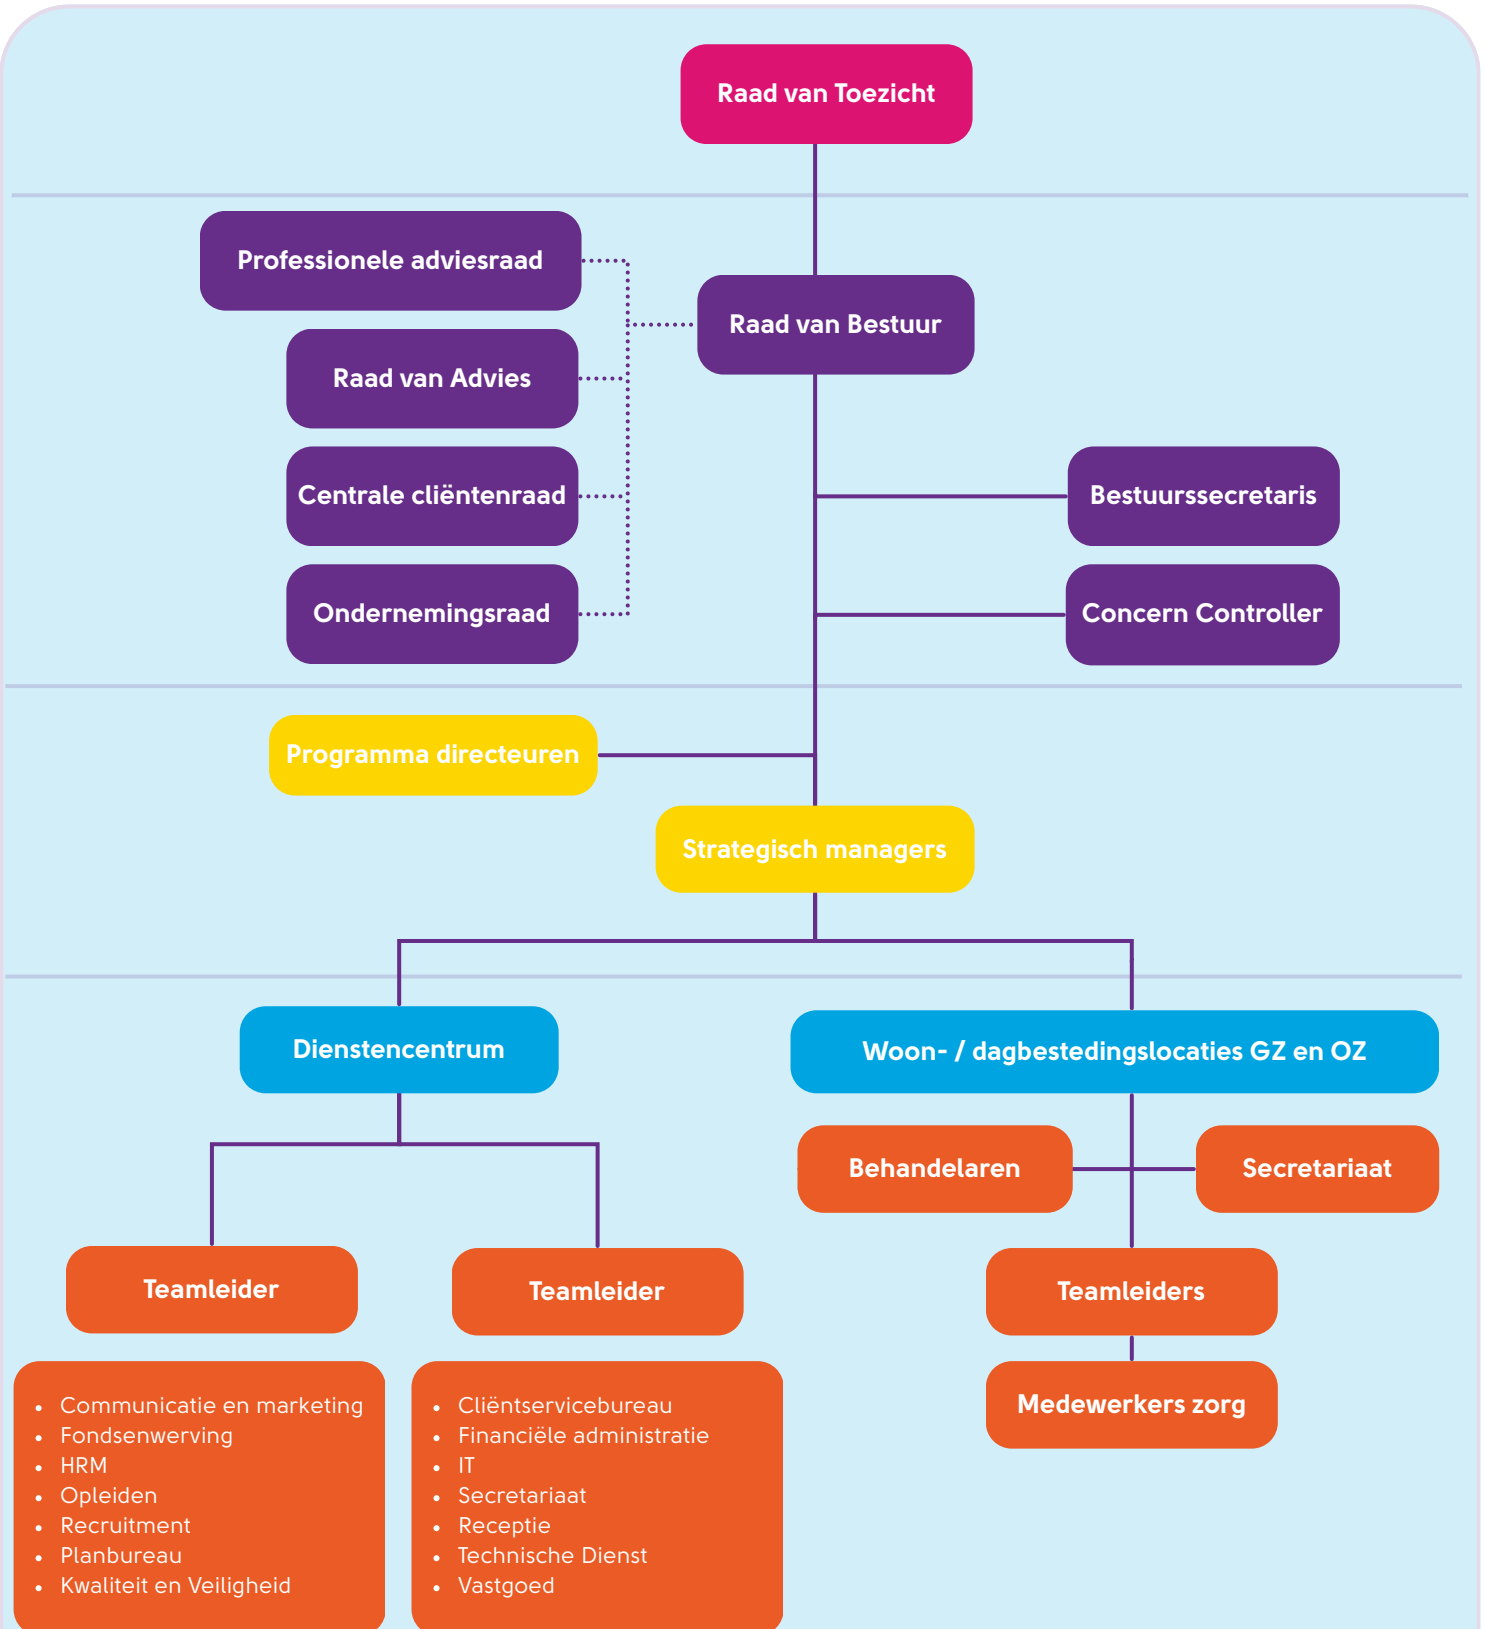 Raad van Toezicht
Professionele adviesraad
Raad van Bestuur
Raad van Advies
Centrale cliëntenraad
Bestuurssecretaris
Ondernemingsraad
Concern Controller
Programma directeuren
Strategisch managers
Dienstencentrum
Woon- / dagbestedingslocaties GZ en OZ
Behandelaren
Secretariaat
Teamleider
Teamleider
Teamleiders
Medewerkers zorg
• Communicatie en marketing
• Fondsenwerving
• HRM
• Opleiden
• Recruitment
• Planbureau
• Kwaliteit en Veiligheid
• Cliëntservicebureau
• Financiële administratie
• IT
• Secretariaat
• Receptie
• Technische Dienst
• Vastgoed